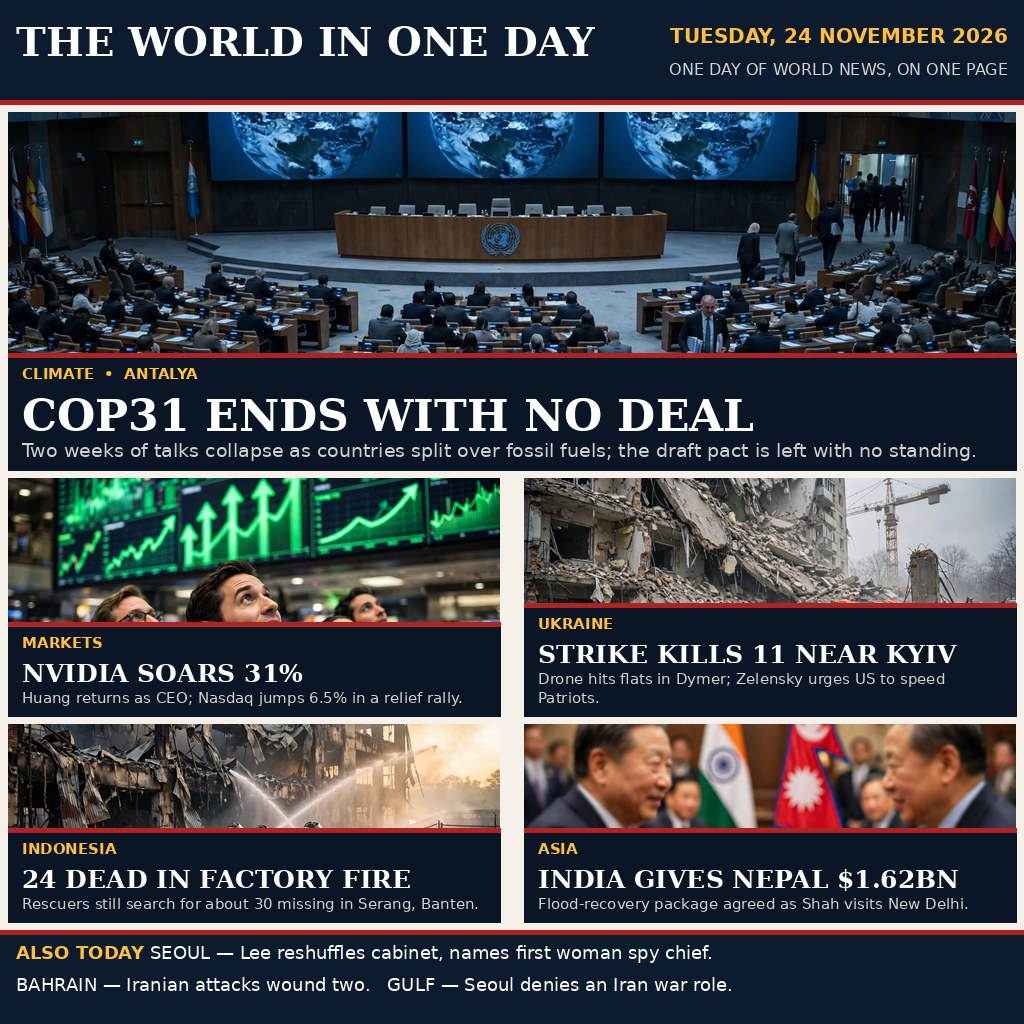 THE WORLD IN ONE DAY
TUESDAY, 24 NOVEMBER 2026
ONE DAY OF WORLD NEWS, ON ONE PAGE
CLIMATE • ANTALYA
COP31 ENDS WITH NO DEAL
Two weeks of talks collapse as countries split over fossil fuels; the draft pact is left with no standing.
MARKETS
NVIDIA SOARS 31%
Huang returns as CEO; Nasdaq jumps 6.5% in a relief rally.
UKRAINE
STRIKE KILLS 11 NEAR KYIV
Drone hits flats in Dymer; Zelensky urges US to speed
Patriots.
INDONESIA
24 DEAD IN FACTORY FIRE
Rescuers still search for about 30 missing in Serang, Banten.
ASIA
INDIA GIVES NEPAL $1.62BN
Flood-recovery package agreed as Shah visits New Delhi.
ALSO TODAY SEOUL — Lee reshuffles cabinet, names first woman spy chief.
BAHRAIN — Iranian attacks wound two. GULF — Seoul denies an Iran war role.